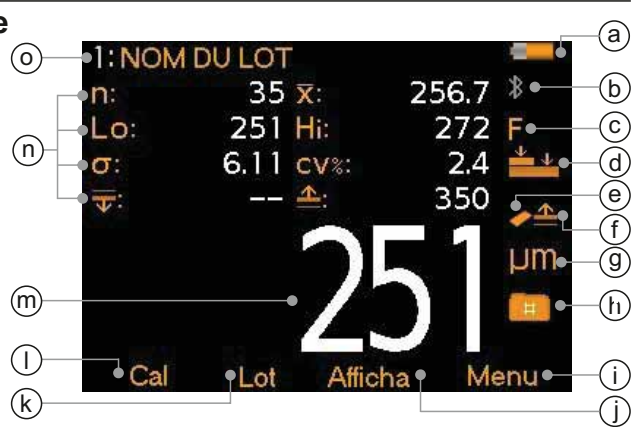 e
a
o 1: NOM DU LOT
b
n: 35 x̅: 256.7
c
Lo: 251 Hi: 272 F
n
d
σ: 6.11 cv%: 2.4
e
: -- : 350
f
µm g
m 251
# h
l Cal Lot Afficha Menu i
k j